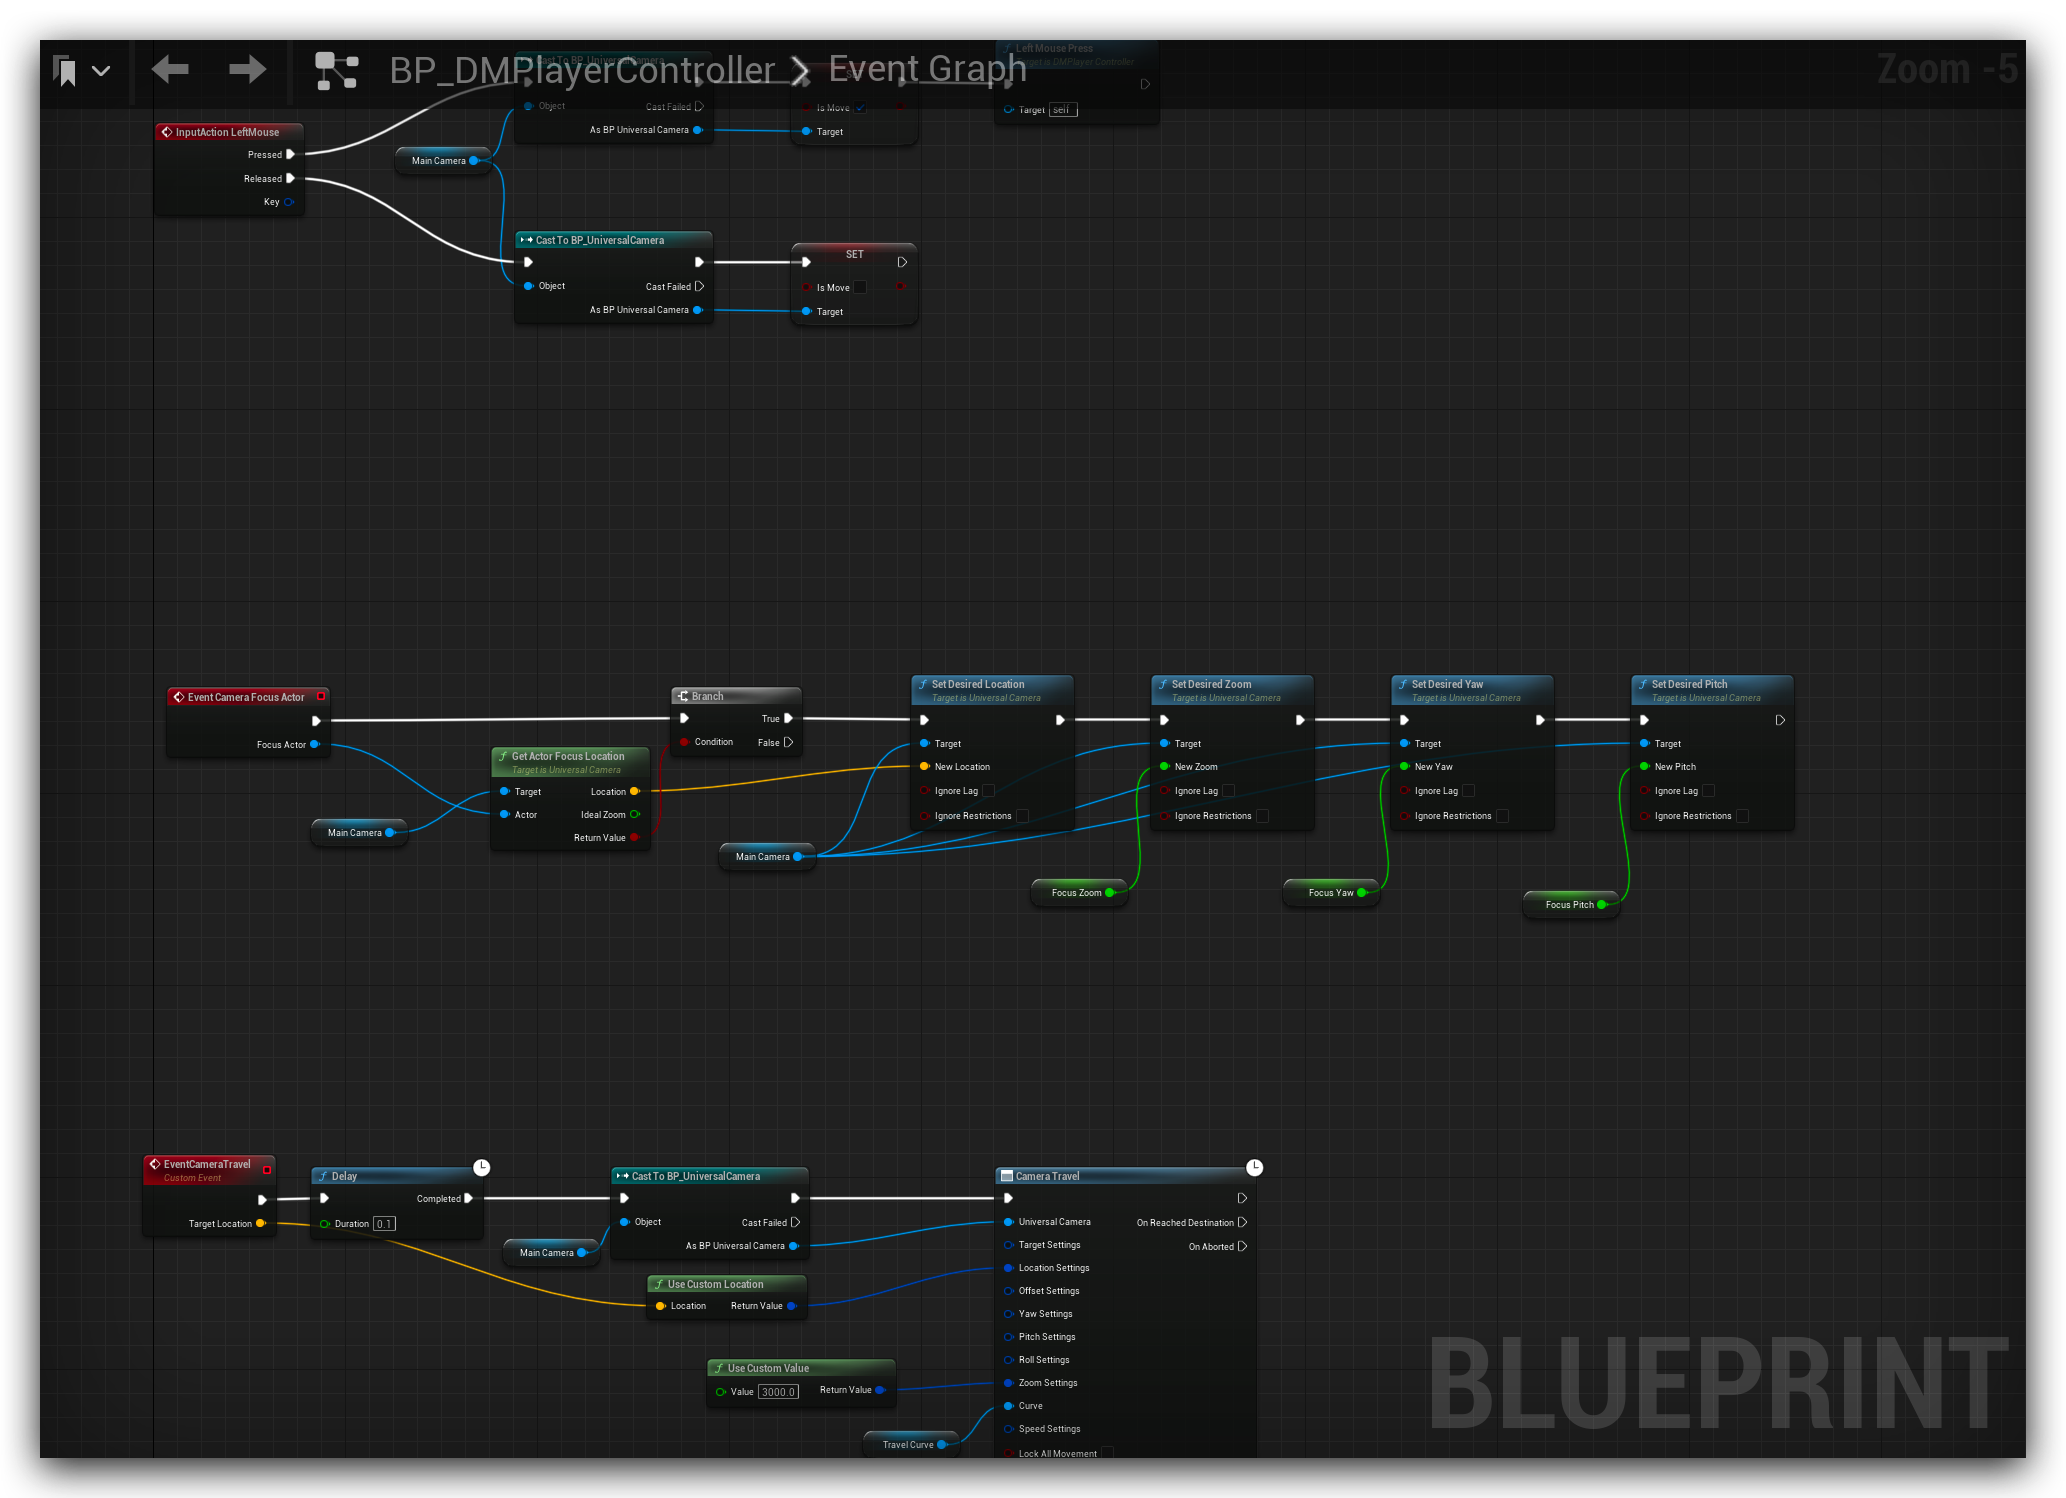 BP_DMPlayerController > Event Graph
Zoom -5
Cast To BP_UniversalCamera
Object
Cast Failed
As BP Universal Camera
SET
Is Move
Target
Left Mouse Press
Target is DMPlayer Controller
Target self
InputAction LeftMouse
Pressed
Released
Key
Main Camera
Cast To BP_UniversalCamera
Object
Cast Failed
As BP Universal Camera
SET
Is Move
Target
Event Camera Focus Actor
Focus Actor
Main Camera
Get Actor Focus Location
Target is Universal Camera
Target
Location
Actor
Ideal Zoom
Return Value
Branch
True
Condition
False
Main Camera
Set Desired Location
Target is Universal Camera
Target
New Location
Ignore Lag
Ignore Restrictions
Focus Zoom
Set Desired Zoom
Target is Universal Camera
Target
New Zoom
Ignore Lag
Ignore Restrictions
Focus Yaw
Set Desired Yaw
Target is Universal Camera
Target
New Yaw
Ignore Lag
Ignore Restrictions
Focus Pitch
Set Desired Pitch
Target is Universal Camera
Target
New Pitch
Ignore Lag
Ignore Restrictions
EventCameraTravel
Custom Event
Target Location
Delay
Completed
Duration 0.1
Main Camera
Cast To BP_UniversalCamera
Object
Cast Failed
As BP Universal Camera
Use Custom Location
Location
Return Value
Use Custom Value
Value 3000.0
Return Value
Travel Curve
Camera Travel
Universal Camera
On Reached Destination
Target Settings
On Aborted
Location Settings
Offset Settings
Yaw Settings
Pitch Settings
Roll Settings
Zoom Settings
Curve
Speed Settings
Lock All Movement
BLUEPRINT